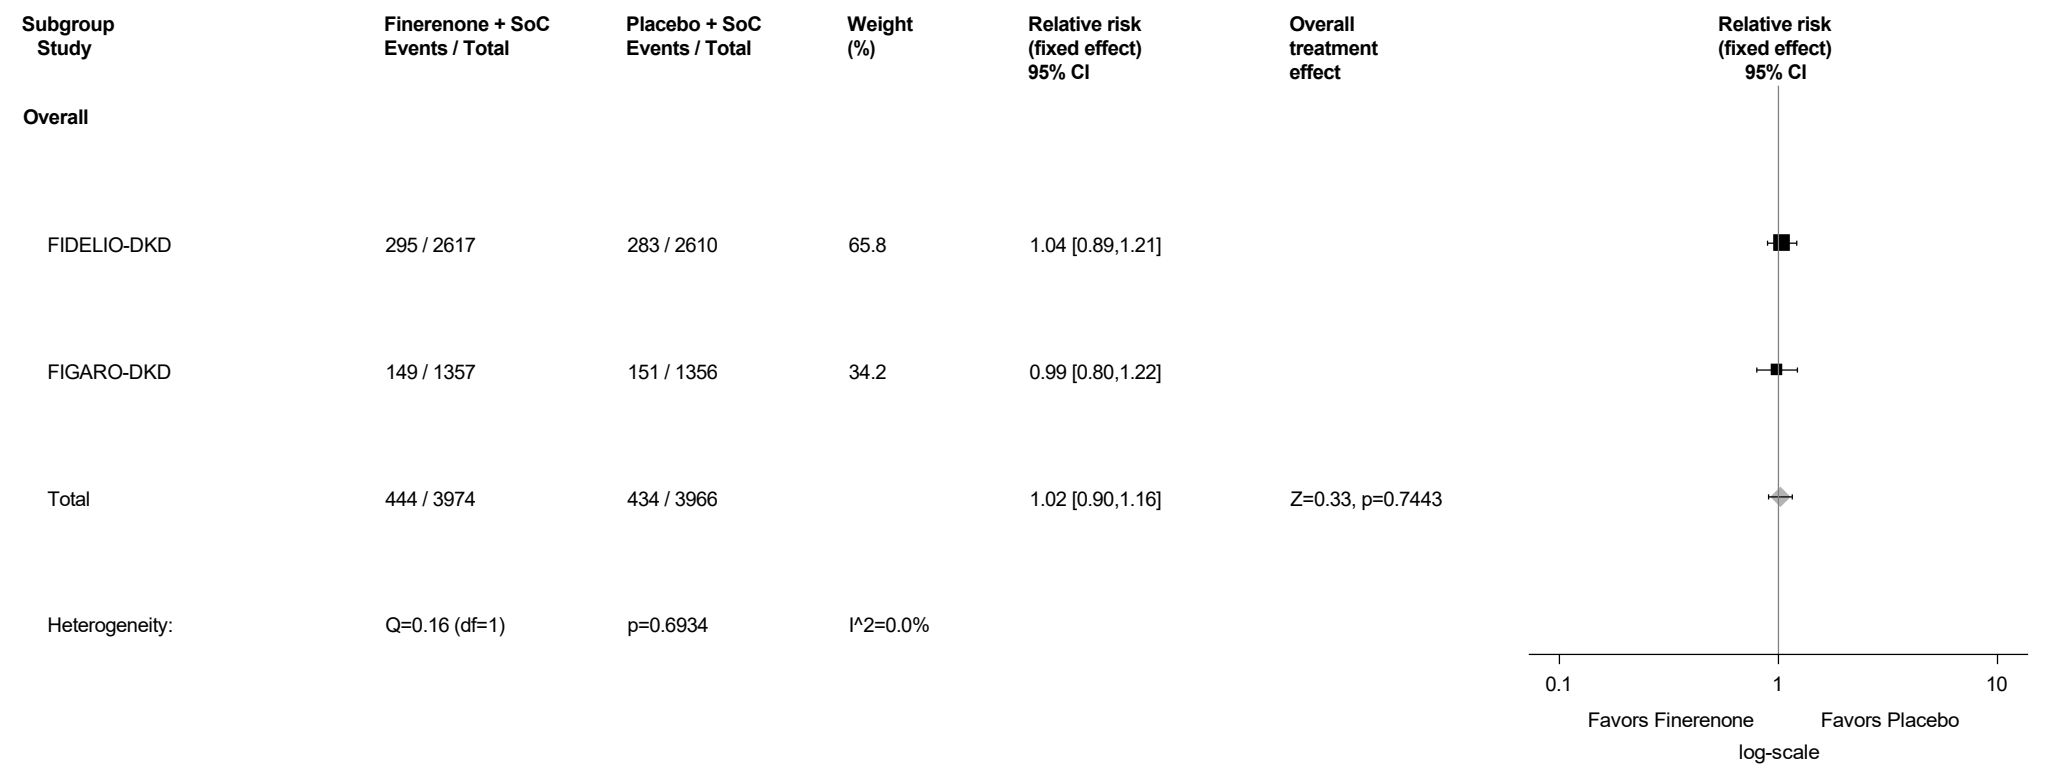 Subgroup Finerenone + SoC Placebo + SoC Weight Relative risk Overall Relative risk
Study Events / Total Events / Total (%) (fixed effect) treatment (fixed effect)
95% CI effect 95% CI
Overall
FIDELIO-DKD 295 / 2617 283 / 2610 65.8 1.04 [0.89,1.21]
FIGARO-DKD 149 / 1357 151 / 1356 34.2 0.99 [0.80,1.22]
Total 444 / 3974 434 / 3966 1.02 [0.90,1.16] Z=0.33, p=0.7443
Heterogeneity: Q=0.16 (df=1) p=0.6934 I^2=0.0%
0.1 1 10
Favors Finerenone Favors Placebo
log-scale